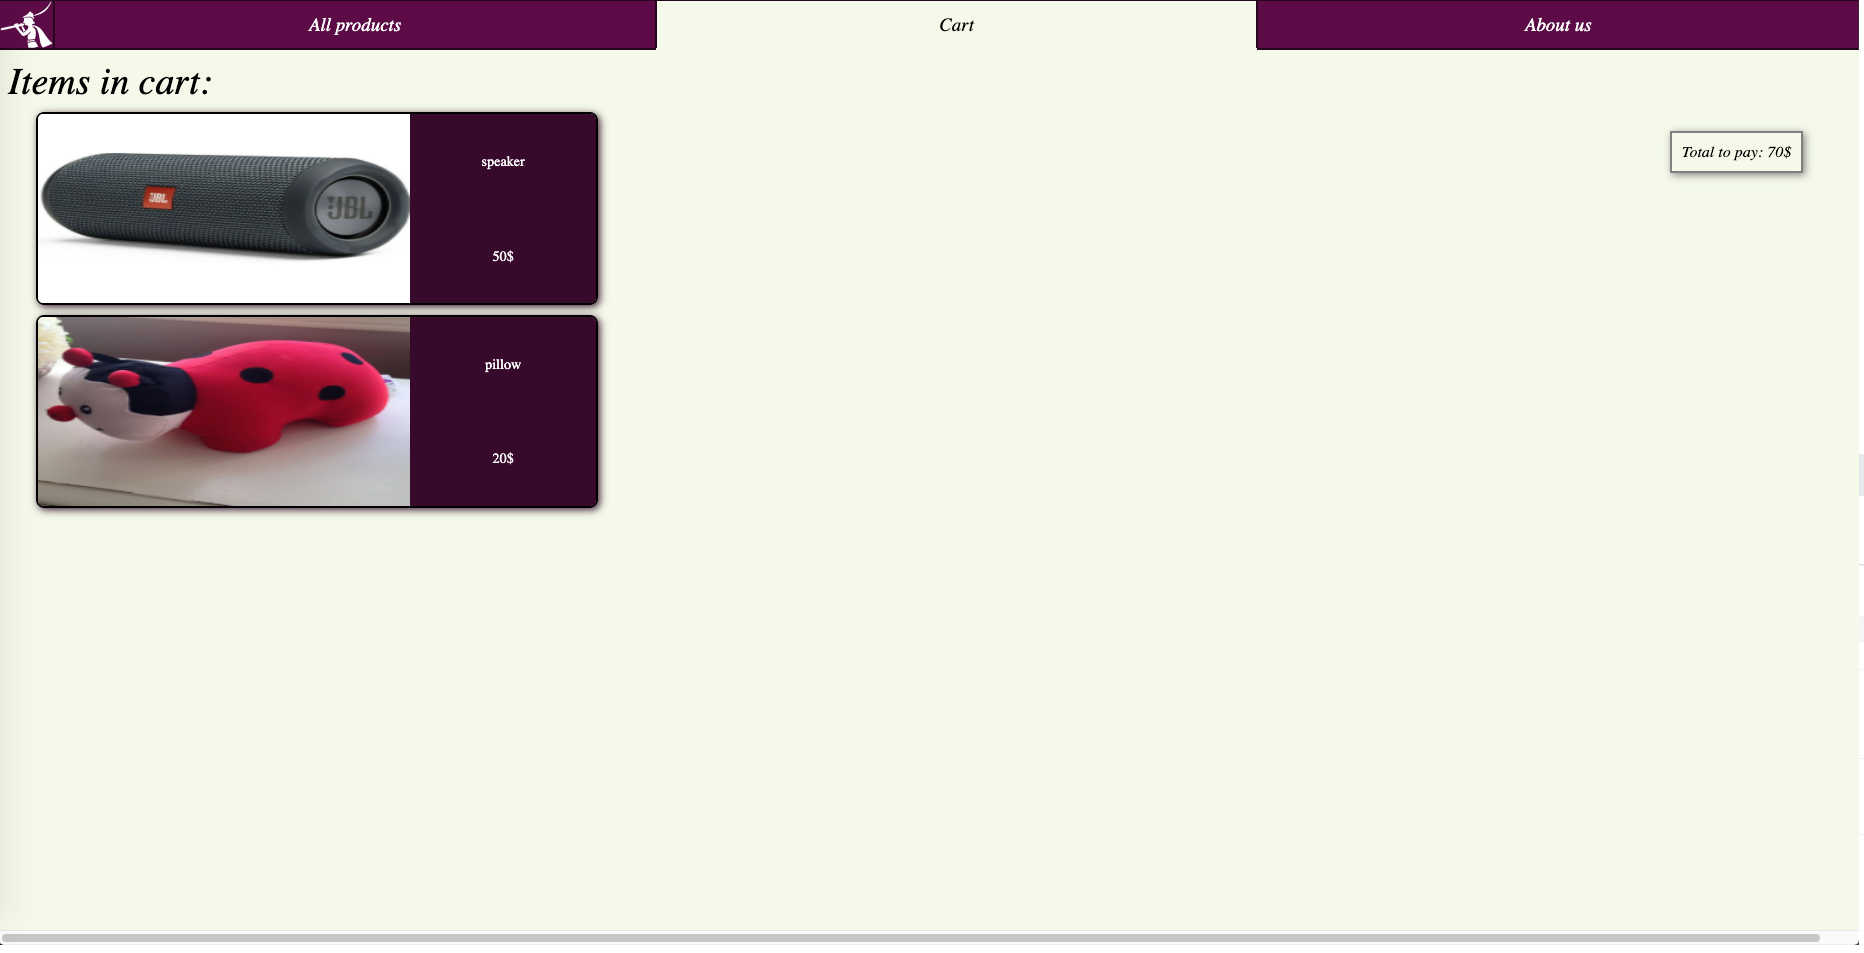 All products
Cart
About us
Items in cart:
speaker
50$
Total to pay: 70$
JBL
JBL
pillow
20$